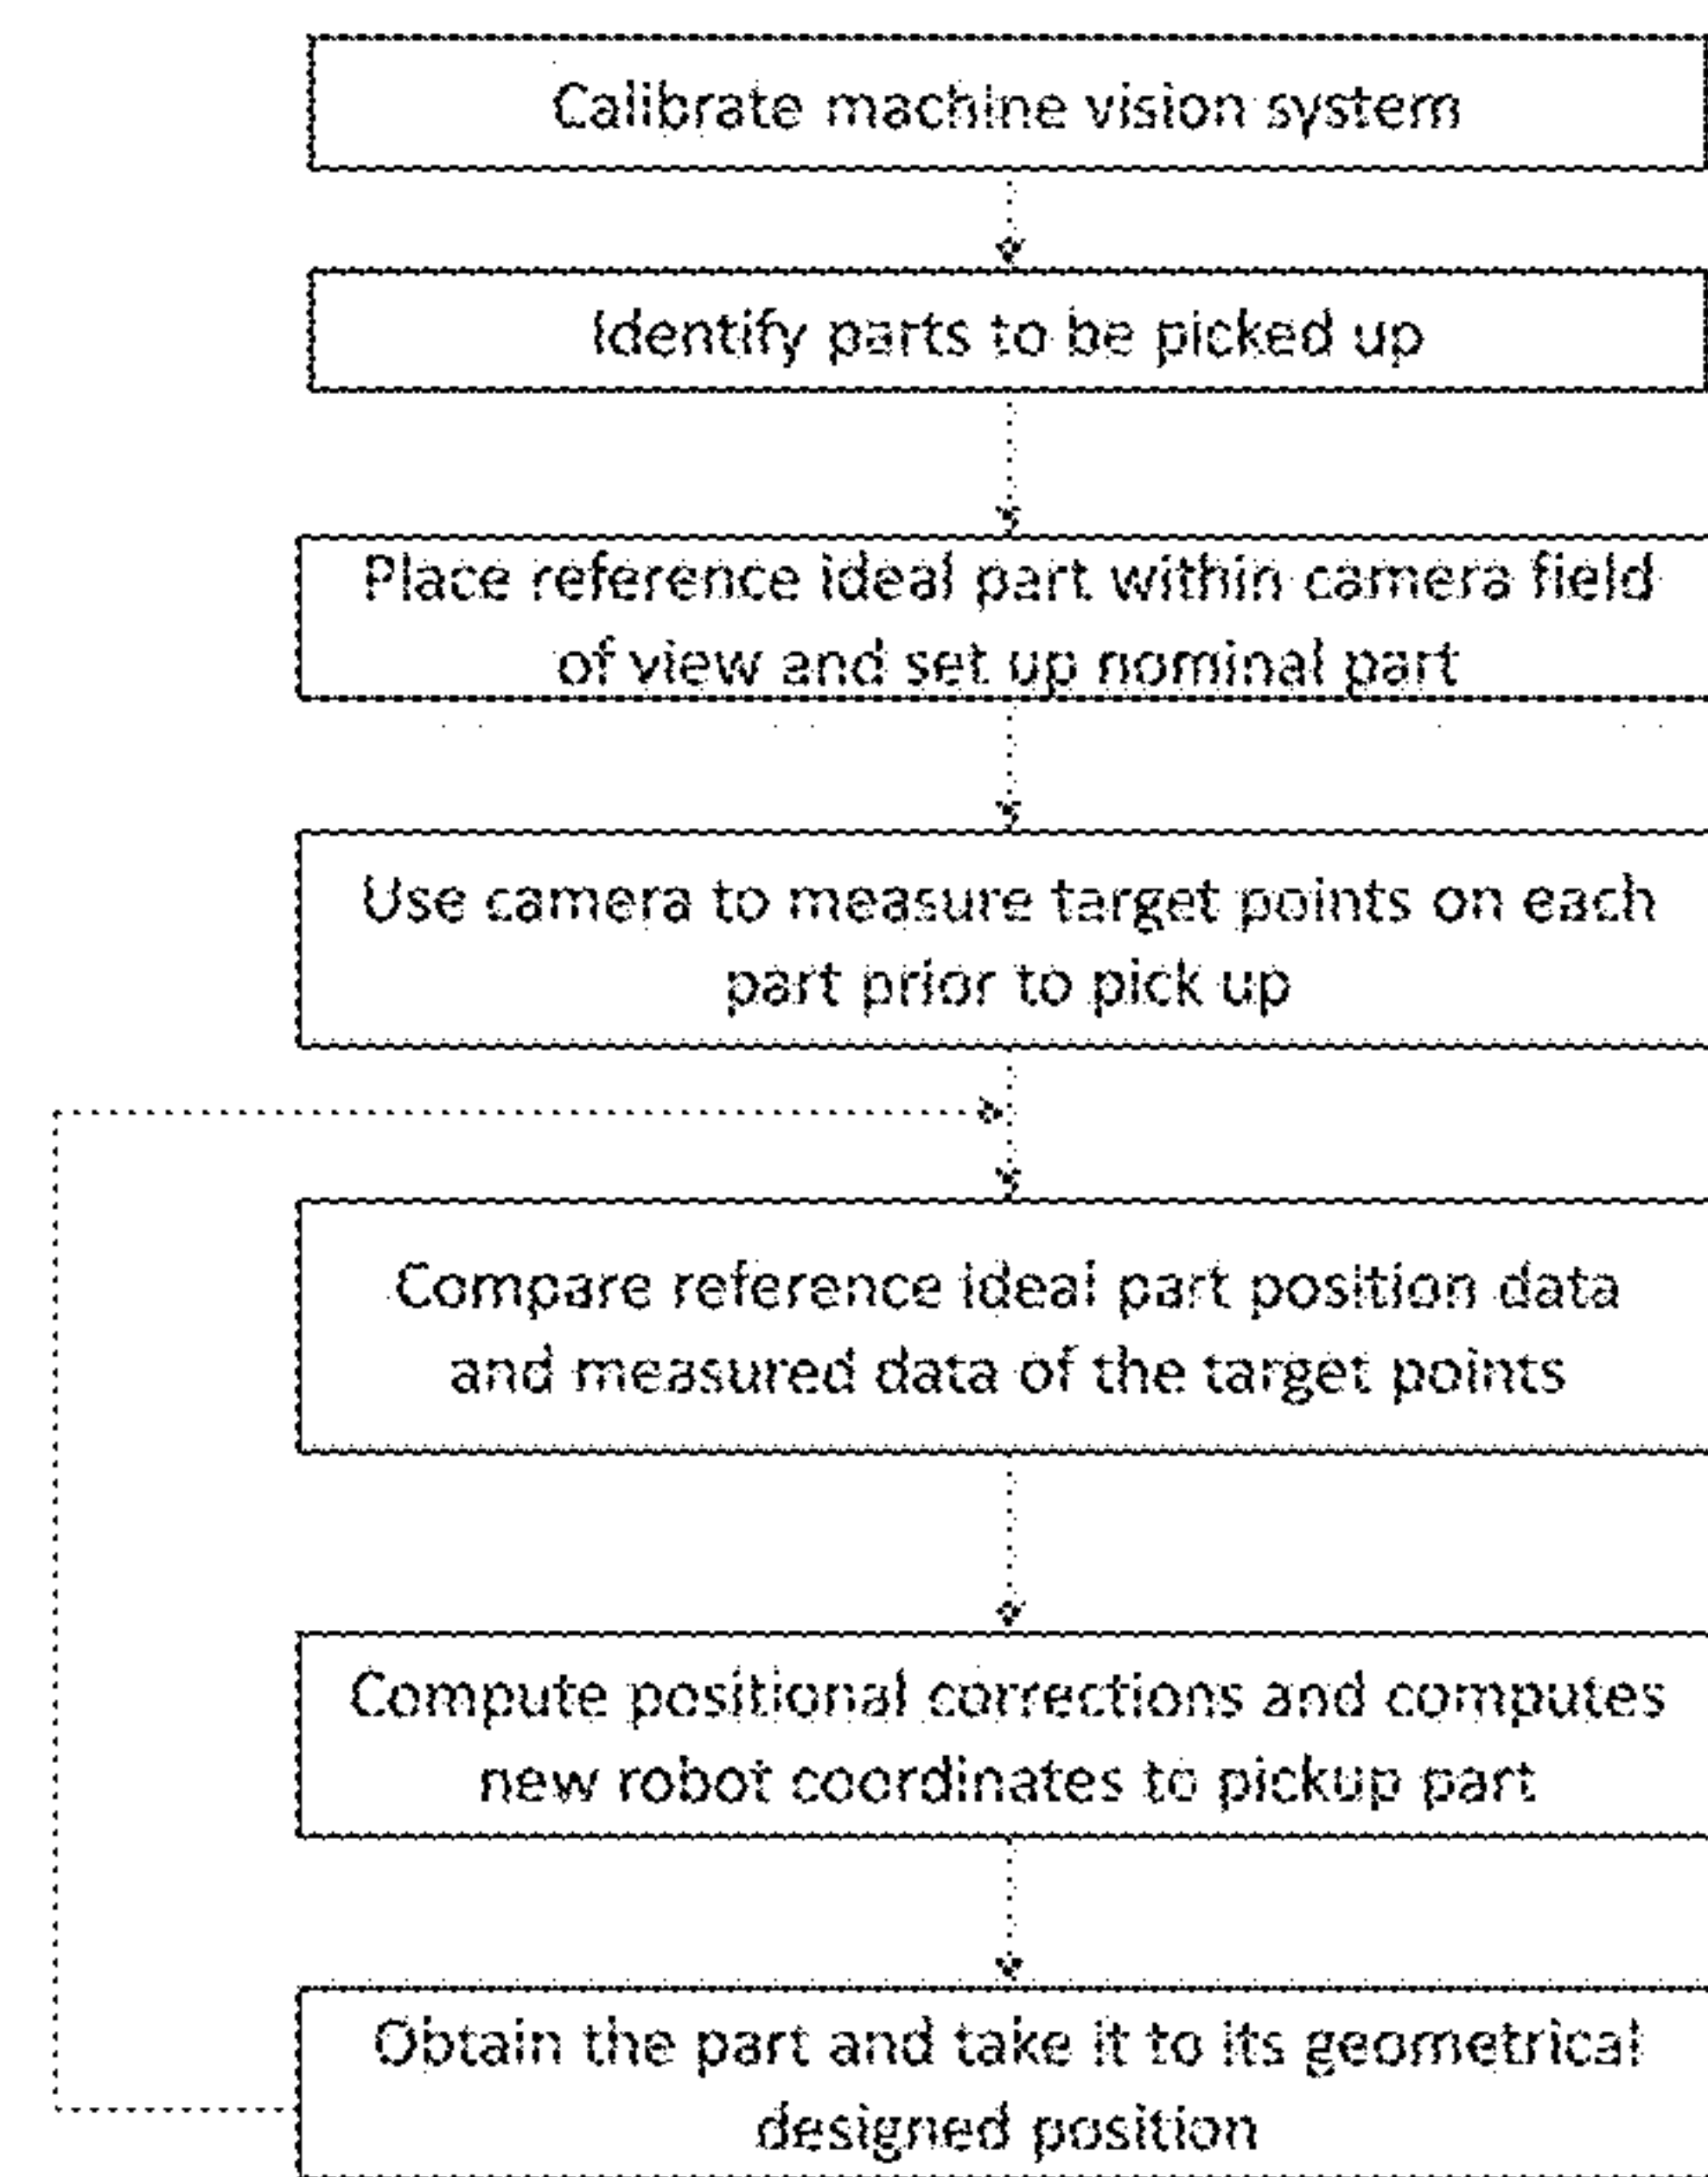 Calibrate machine vision system
Identify parts to be picked up
Place reference ideal part within camera field
of view and set up nominal part
Use camera to measure target points on each
part prior to pick up
Compare reference ideal part position data
and measured data of the target points
Compute positional corrections and computes
new robot coordinates to pickup part
Obtain the part and take it to its geometrical
designed position